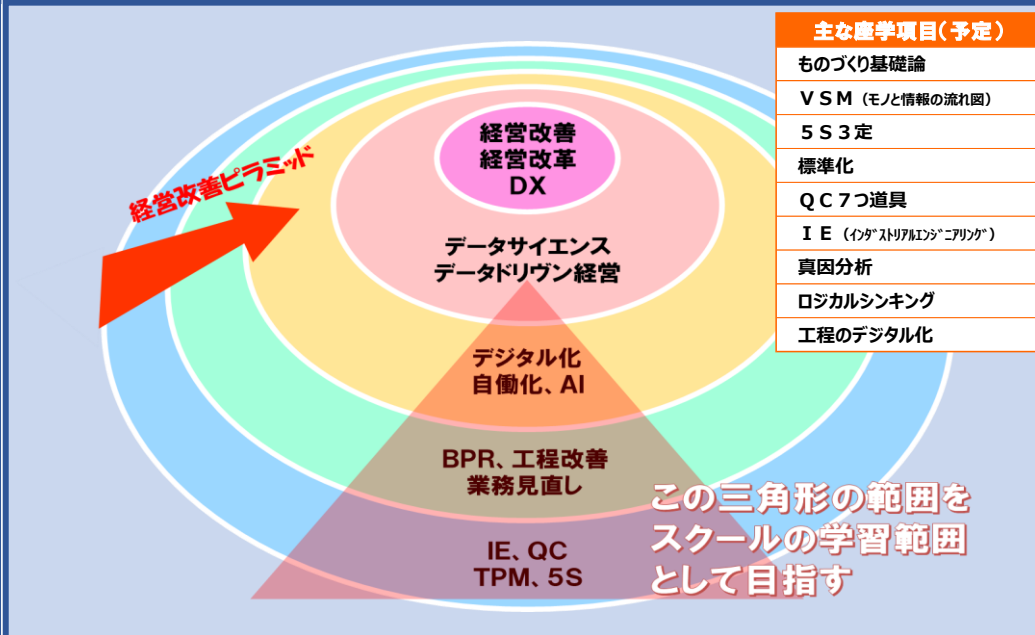 経営改善ピラミッド
経営改善
経営改革
DX
データサイエンス
データドリヴン経営
デジタル化
自働化、AI
BPR、工程改善
業務見直し
IE、QC
TPM、5S
この三角形の範囲を
スクールの学習範囲
として目指す
主な座学項目(予定)
ものづくり基礎論
VSM(モノと情報の流れ図)
5S3定
標準化
QC7つ道具
IE(インダストリアルエンジニアリング)
真因分析
ロジカルシンキング
工程のデジタル化